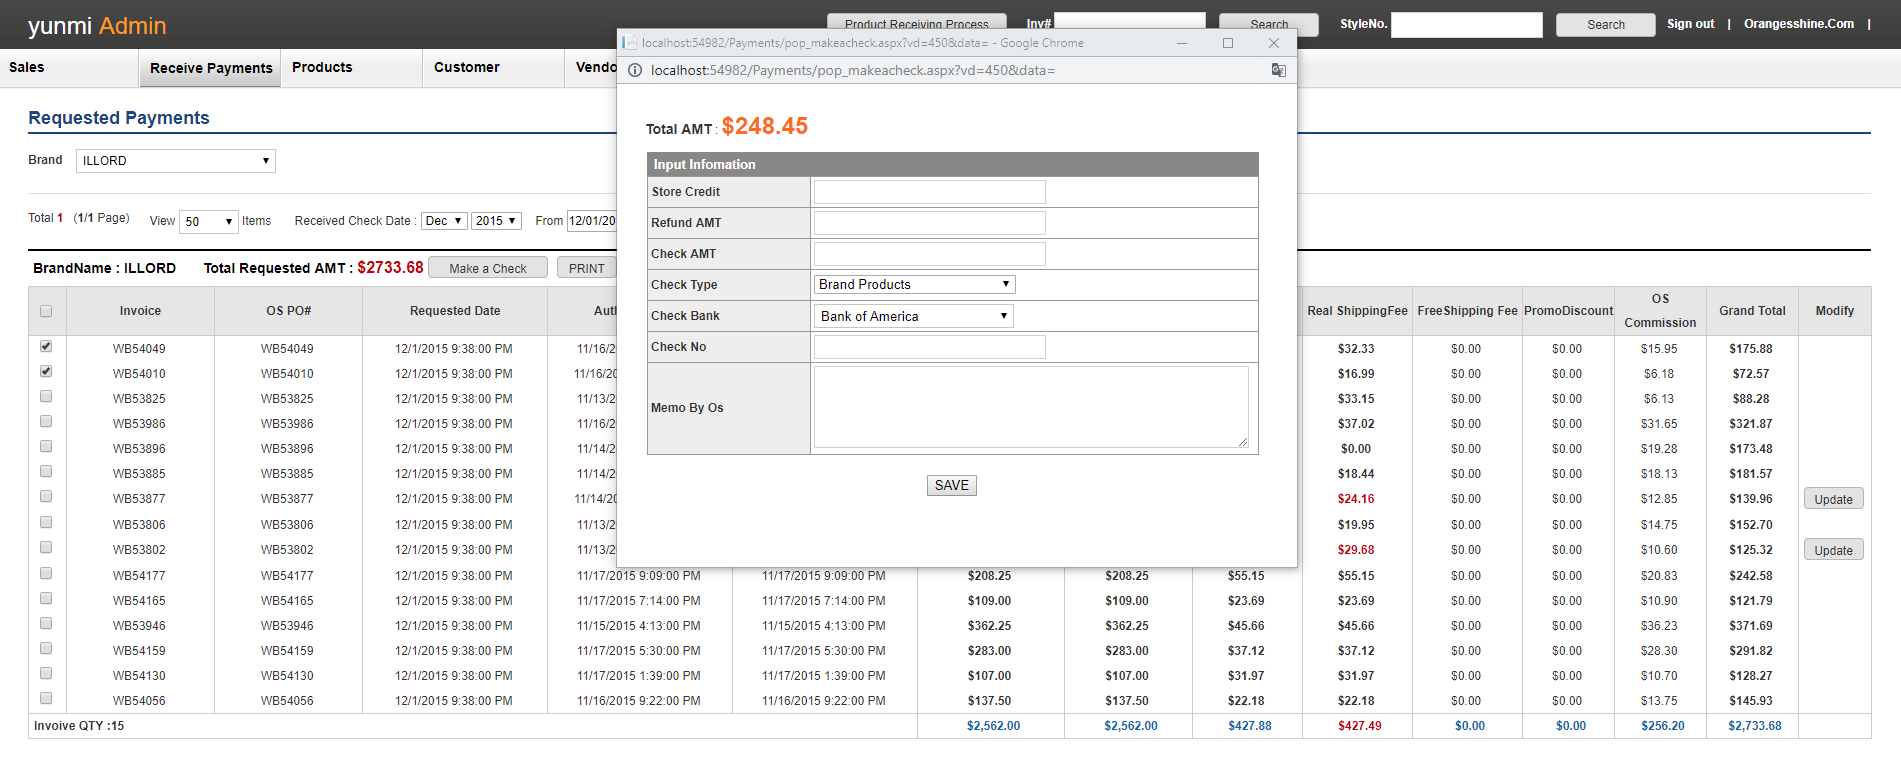 yunmi Admin
Product Receiving Process Inv# Search StyleNo. Search Sign out | Orangesshine.Com |
Sales Receive Payments Products Customer Vendo
localhost:54982/Payments/pop_makeacheck.aspx?vd=450&data= - Google Chrome
localhost:54982/Payments/pop_makeacheck.aspx?vd=450&data=
Total AMT : $248.45
Input Infomation
Store Credit
Refund AMT
Check AMT
Check Type Brand Products
Check Bank Bank of America
Check No
Memo By Os
SAVE
Requested Payments
Brand ILLORD
Total 1 (1/1 Page) View 50 Items Received Check Date : Dec 2015 From 12/01/20
BrandName : ILLORD Total Requested AMT : $2733.68 Make a Check PRINT
Invoice OS PO# Requested Date Auth Real ShippingFee FreeShipping Fee PromoDiscount OS Commission Grand Total Modify
WB54049 WB54049 12/1/2015 9:38:00 PM 11/16/2 $32.33 $0.00 $0.00 $15.95 $175.88
WB54010 WB54010 12/1/2015 9:38:00 PM 11/16/20 $16.99 $0.00 $0.00 $6.18 $72.57
WB53825 WB53825 12/1/2015 9:38:00 PM 11/13/2 $33.15 $0.00 $0.00 $6.13 $88.28
WB53986 WB53986 12/1/2015 9:38:00 PM 11/16/2 $37.02 $0.00 $0.00 $31.65 $321.87
WB53896 WB53896 12/1/2015 9:38:00 PM 11/14/2 $0.00 $0.00 $0.00 $19.28 $173.48
WB53885 WB53885 12/1/2015 9:38:00 PM 11/14/2 $18.44 $0.00 $0.00 $18.13 $181.57
WB53877 WB53877 12/1/2015 9:38:00 PM 11/14/20 $24.16 $0.00 $0.00 $12.85 $139.96 Update
WB53806 WB53806 12/1/2015 9:38:00 PM 11/13/2 $19.95 $0.00 $0.00 $14.75 $152.70
WB53802 WB53802 12/1/2015 9:38:00 PM 11/13/2 $29.68 $0.00 $0.00 $10.60 $125.32 Update
WB54177 WB54177 12/1/2015 9:38:00 PM 11/17/2015 9:09:00 PM 11/17/2015 9:09:00 PM $208.25 $208.25 $55.15 $55.15 $0.00 $0.00 $20.83 $242.58
WB54165 WB54165 12/1/2015 9:38:00 PM 11/17/2015 7:14:00 PM 11/17/2015 7:14:00 PM $109.00 $109.00 $23.69 $23.69 $0.00 $0.00 $10.90 $121.79
WB53946 WB53946 12/1/2015 9:38:00 PM 11/15/2015 4:13:00 PM 11/15/2015 4:13:00 PM $362.25 $362.25 $45.66 $45.66 $0.00 $0.00 $36.23 $371.69
WB54159 WB54159 12/1/2015 9:38:00 PM 11/17/2015 5:30:00 PM 11/17/2015 5:30:00 PM $283.00 $283.00 $37.12 $37.12 $0.00 $0.00 $28.30 $291.82
WB54130 WB54130 12/1/2015 9:38:00 PM 11/17/2015 1:39:00 PM 11/17/2015 1:39:00 PM $107.00 $107.00 $31.97 $31.97 $0.00 $0.00 $10.70 $128.27
WB54056 WB54056 12/1/2015 9:38:00 PM 11/16/2015 9:22:00 PM 11/16/2015 9:22:00 PM $137.50 $137.50 $22.18 $22.18 $0.00 $0.00 $13.75 $145.93
Invoive QTY :15 $2,562.00 $2,562.00 $427.88 $427.49 $0.00 $0.00 $256.20 $2,733.68